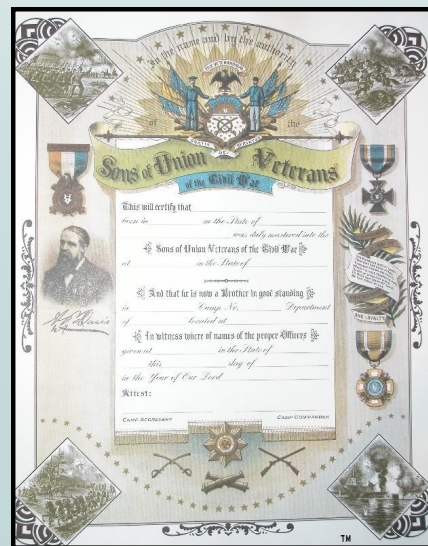 In the name and by the authority
of the
Sons of Union Veterans
of the Civil War
This will certify that
born in in the State of
was duly mustered into the
Sons of Union Veterans of the Civil War
at in the State of
And that he is now a Brother in good standing
in Camp No. Department
of located at
In witness where of names of the proper Officers
given at in the State of
this day of
in the Year of Our Lord
Attest:
CAMP SECRETARY CAMP COMMANDER
AND LOYALTY
TM